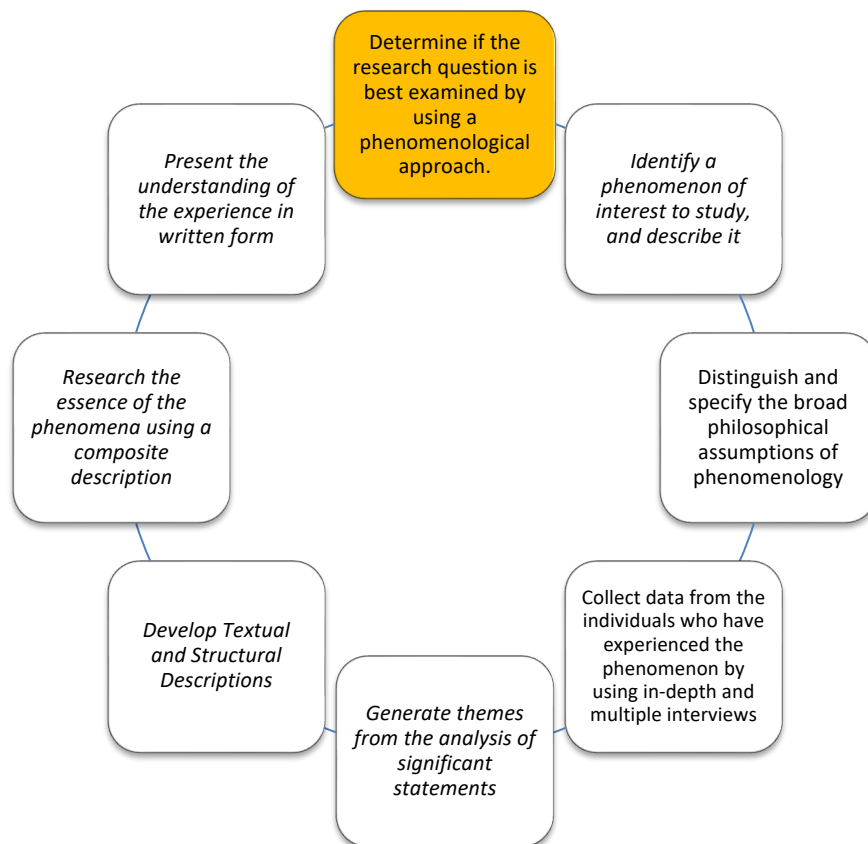 Determine if the
research question is
best examined by
using a
phenomenological
approach.
Identify a
phenomenon of
interest to study,
and describe it
Distinguish and
specify the broad
philosophical
assumptions of
phenomenology
Collect data from the
individuals who have
experienced the
phenomenon by
using in-depth and
multiple interviews
Generate themes
from the analysis of
significant
statements
Develop Textual
and Structural
Descriptions
Research the
essence of the
phenomena using a
composite
description
Present the
understanding of
the experience in
written form